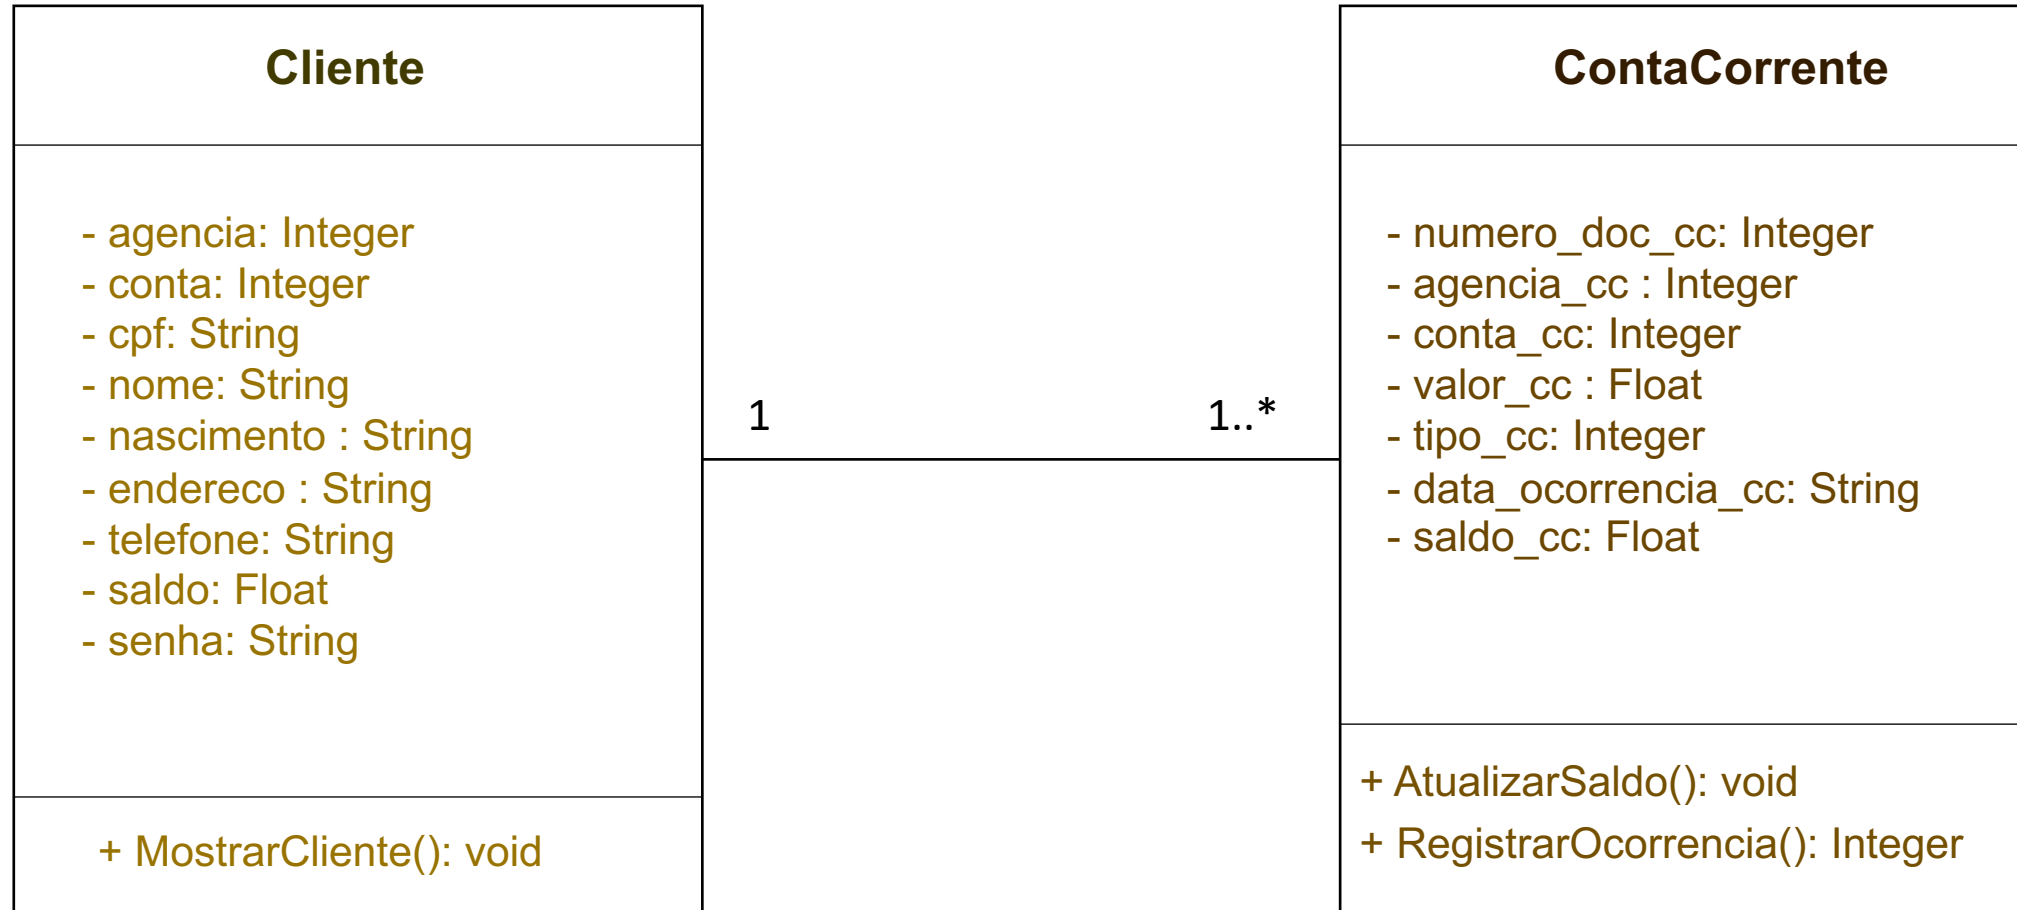 Cliente
- agencia: Integer
- conta: Integer
- cpf: String
- nome: String
- nascimento : String
- endereco : String
- telefone: String
- saldo: Float
- senha: String
+ MostrarCliente(): void
1
1..*
ContaCorrente
- numero_doc_cc: Integer
- agencia_cc : Integer
- conta_cc: Integer
- valor_cc : Float
- tipo_cc: Integer
- data_ocorrencia_cc: String
- saldo_cc: Float
+ AtualizarSaldo(): void
+ RegistrarOcorrencia(): Integer